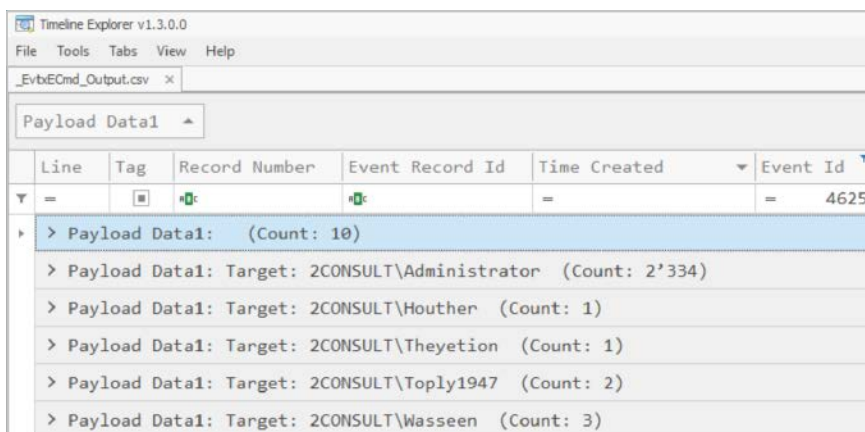 Timeline Explorer v1.3.0.0
File Tools Tabs View Help
_EvtxECmd_Output.csv ×
Payload Data1
Line Tag Record Number Event Record Id Time Created Event Id
= = = 4625
> Payload Data1: (Count: 10)
> Payload Data1: Target: 2CONSULT\Administrator (Count: 2’334)
> Payload Data1: Target: 2CONSULT\Houther (Count: 1)
> Payload Data1: Target: 2CONSULT\Theyetion (Count: 1)
> Payload Data1: Target: 2CONSULT\Toply1947 (Count: 2)
> Payload Data1: Target: 2CONSULT\Wasseen (Count: 3)